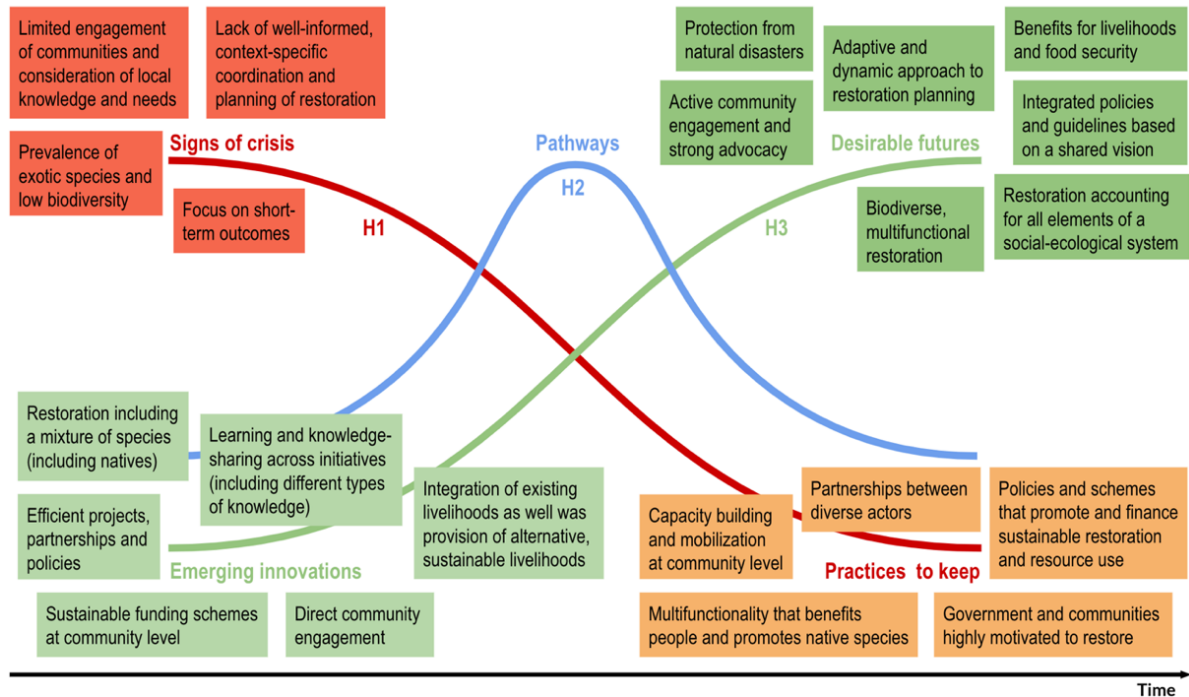 Limited engagement
of communities and
consideration of local
knowledge and needs
Lack of well-informed,
context-specific
coordination and
planning of restoration
Prevalence of
exotic species and
low biodiversity
Signs of crisis
Focus on short-
term outcomes
H1
Pathways
H2
Protection from
natural disasters
Adaptive and
dynamic approach to
restoration planning
Benefits for livelihoods
and food security
Active community
engagement and
strong advocacy
Integrated policies
and guidelines based
on a shared vision
Desirable futures
H3
Biodiverse,
multifunctional
restoration
Restoration accounting
for all elements of a
social-ecological system
Restoration including
a mixture of species
(including natives)
Learning and knowledge-
sharing across initiatives
(including different types
of knowledge)
Integration of existing
livelihoods as well was
provision of alternative,
sustainable livelihoods
Efficient projects,
partnerships and
policies
Emerging innovations
Sustainable funding schemes
at community level
Direct community
engagement
Capacity building
and mobilization
at community level
Partnerships between
diverse actors
Policies and schemes
that promote and finance
sustainable restoration
and resource use
Practices to keep
Multifunctionality that benefits
people and promotes native species
Government and communities
highly motivated to restore
Time